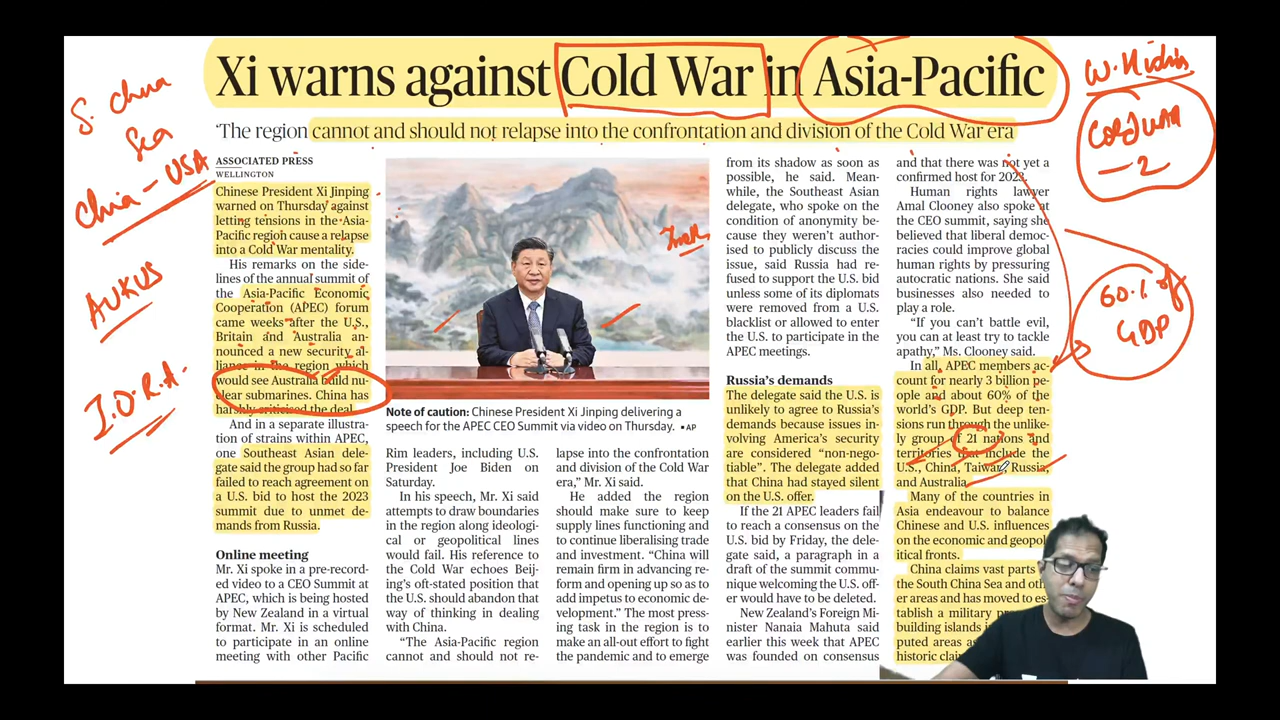 Xi warns against Cold War in Asia-Pacific
'The region cannot and should not relapse into the confrontation and division of the Cold War era
S. China
Sea
China - USA
AUKUS
I.O.R.A.
ASSOCIATED PRESS
WELLINGTON
Chinese President Xi Jinping
warned on Thursday against
letting tensions in the Asia-
Pacific region cause a relapse
into a Cold War mentality.
His remarks on the side-
lines of the annual summit of
the Asia-Pacific Economic
Cooperation (APEC) forum
came weeks after the U.S.,
Britain and Australia an-
nounced a new security al-
liance in the region which
would see Australia build nu-
clear submarines. China has
harshly criticised the deal.
And in a separate illustra-
tion of strains within APEC,
one Southeast Asian dele-
gate said the group had so far
failed to reach agreement on
a U.S. bid to host the 2023
summit due to unmet de-
mands from Russia.
Online meeting
Mr. Xi spoke in a pre-record-
ed video to a CEO Summit at
APEC, which is being hosted
by New Zealand in a virtual
format. Mr. Xi is scheduled
to participate in an online
meeting with other Pacific
Note of caution: Chinese President Xi Jinping delivering a
speech for the APEC CEO Summit via video on Thursday. • AP
Rim leaders, including U.S.
President Joe Biden on
Saturday.
In his speech, Mr. Xi said
attempts to draw boundaries
in the region along ideologi-
cal or geopolitical lines
would fail. His reference to
the Cold War echoes Beij-
ing's oft-stated position that
the U.S. should abandon that
way of thinking in dealing
with China.
"The Asia-Pacific region
cannot and should not re-
lapse into the confrontation
and division of the Cold War
era," Mr. Xi said.
He added the region
should make sure to keep
supply lines functioning and
to continue liberalising trade
and investment. "China will
remain firm in advancing re-
form and opening up so as to
add impetus to economic de-
velopment." The most press-
ing task in the region is to
make an all-out effort to fight
the pandemic and to emerge
from its shadow as soon as
possible, he said. Mean-
while, the Southeast Asian
delegate, who spoke on the
condition of anonymity be-
cause they weren't author-
ised to publicly discuss the
issue, said Russia had re-
fused to support the U.S. bid
unless some of its diplomats
were removed from a U.S.
blacklist or allowed to enter
the U.S. to participate in the
APEC meetings.
Russia's demands
The delegate said the U.S. is
unlikely to agree to Russia's
demands because issues in-
volving America's security
are considered "non-nego-
tiable". The delegate added
that China had stayed silent
on the U.S. offer.
If the 21 APEC leaders fail
to reach a consensus on the
U.S. bid by Friday, the dele-
gate said, a paragraph in a
draft of the summit commu-
nique welcoming the U.S. off-
er would have to be deleted.
New Zealand's Foreign Mi-
nister Nanaia Mahuta said
earlier this week that APEC
was founded on consensus
and that there was not yet a
confirmed host for 2023.
Human rights lawyer
Amal Clooney also spoke at
the CEO summit, saying she
believed that liberal democ-
racies could improve global
human rights by pressuring
autocratic nations. She said
businesses also needed to
play a role.
"If you can't battle evil,
you can at least try to tackle
apathy," Ms. Clooney said.
In all, APEC members ac-
count for nearly 3 billion pe-
ople and about 60% of the
world's GDP. But deep ten-
sions run through the unlike-
ly group of 21 nations and
territories that include the
U.S., China, Taiwan, Russia,
and Australia.
Many of the countries in
Asia endeavour to balance
Chinese and U.S. influences
on the economic and geopol-
itical fronts.
China claims vast parts of
the South China Sea and oth-
er areas and has moved to es-
tablish a military pre
building islands i
puted areas as
historic clai
COLD WAR
- 2
60% of
GDP